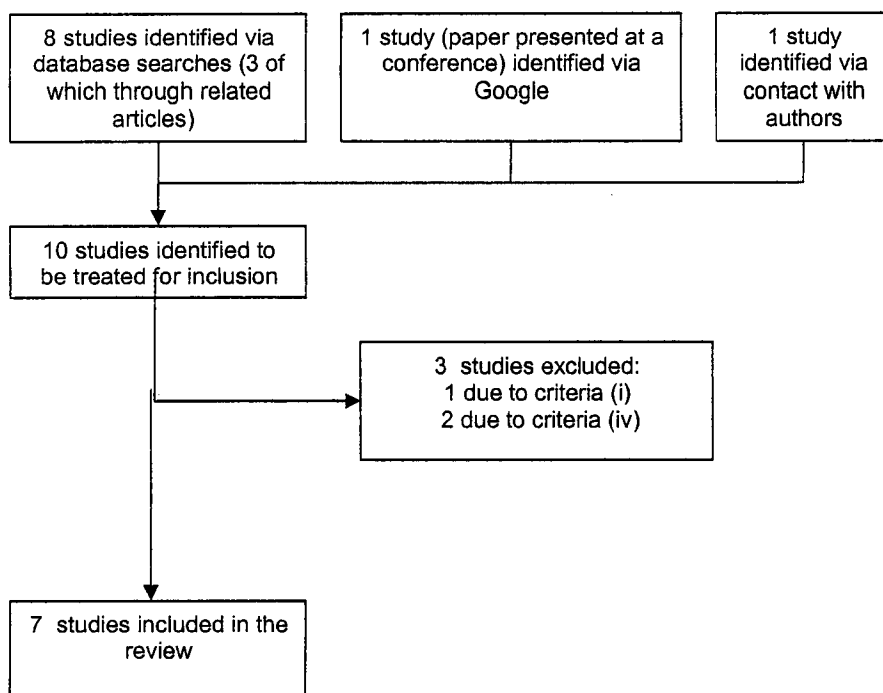 8 studies identified via
database searches (3 of
which through related
articles)
1 study (paper presented at a
conference) identified via
Google
1 study
identified via
contact with
authors
10 studies identified to
be treated for inclusion
3 studies excluded:
1 due to criteria (i)
2 due to criteria (iv)
7 studies included in the
review